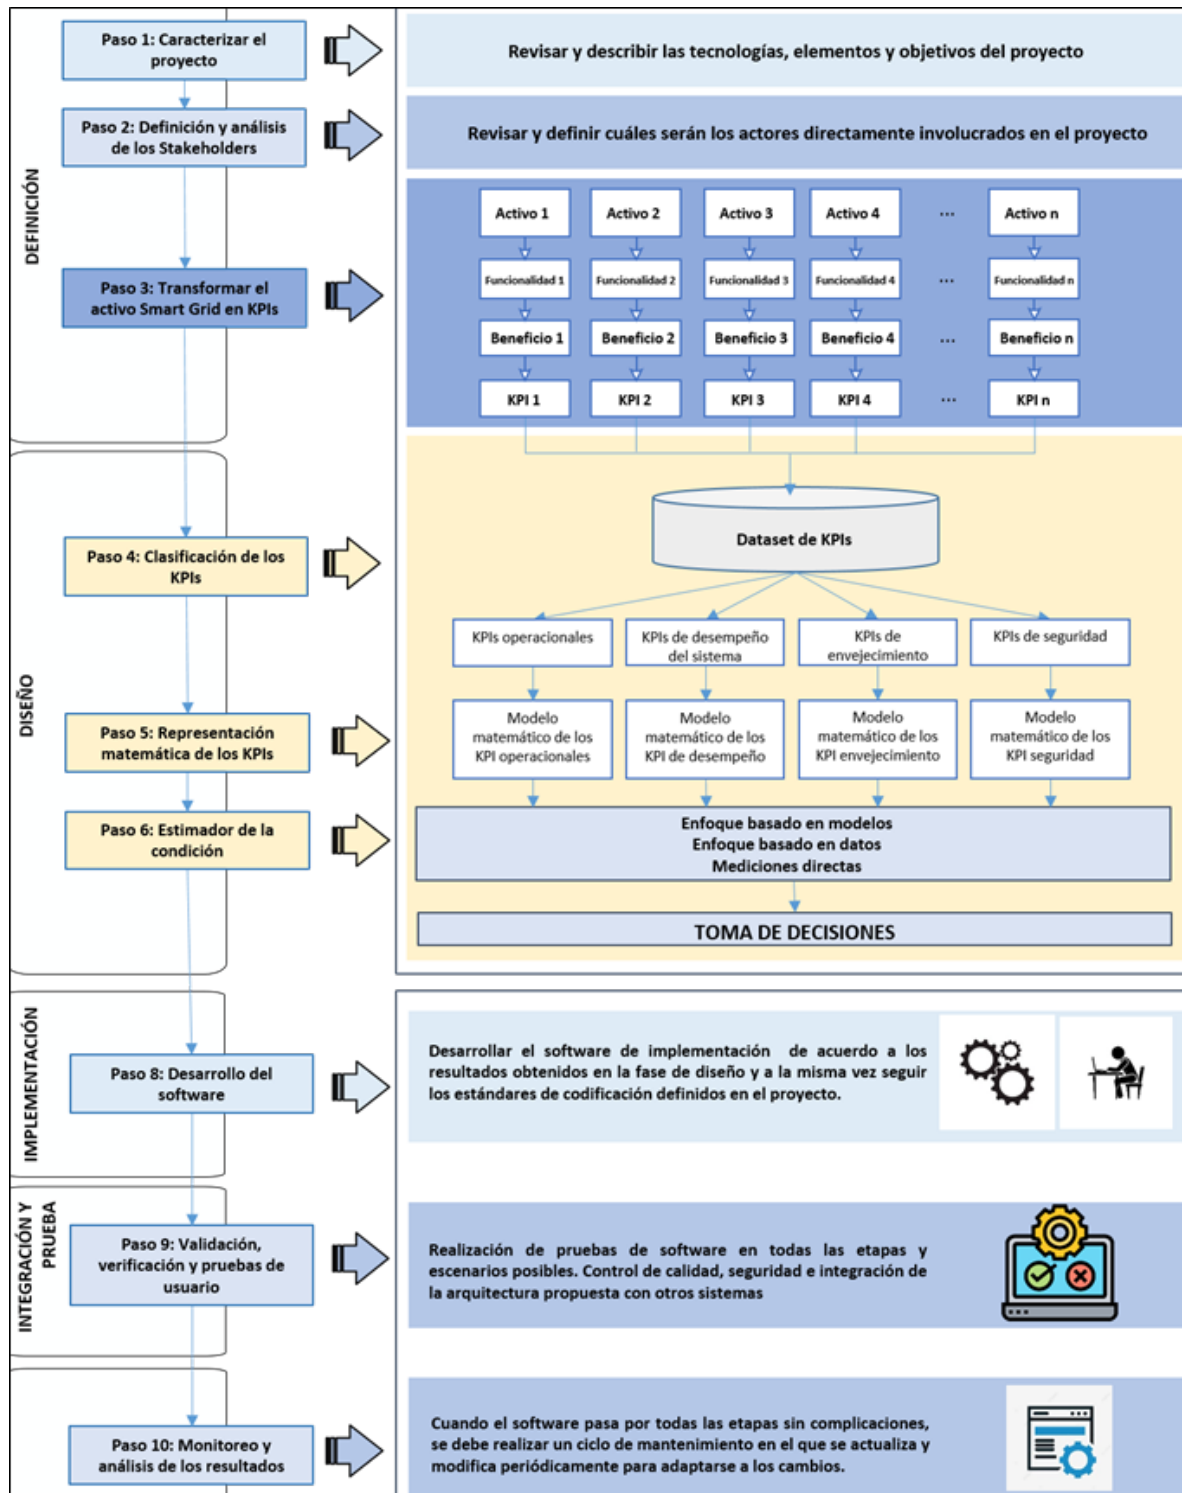 DEFINICIÓN
Paso 1: Caracterizar el
proyecto
Revisar y describir las tecnologías, elementos y objetivos del proyecto
Paso 2: Definición y análisis
de los Stakeholders
Revisar y definir cuáles serán los actores directamente involucrados en el proyecto
Paso 3: Transformar el
activo Smart Grid en KPIs
Activo 1
Activo 2
Activo 3
Activo 4
...
Activo n
Funcionalidad 1
Funcionalidad 2
Funcionalidad 3
Funcionalidad 4
...
Funcionalidad n
Beneficio 1
Beneficio 2
Beneficio 3
Beneficio 4
...
Beneficio n
KPI 1
KPI 2
KPI 3
KPI 4
...
KPI n
DISEÑO
Paso 4: Clasificación de los
KPIs
Dataset de KPIs
KPIs operacionales
KPIs de desempeño
del sistema
KPIs de
envejecimiento
KPIs de seguridad
Paso 5: Representación
matemática de los KPIs
Modelo
matemático de los
KPI operacionales
Modelo
matemático de los
KPI de desempeño
Modelo
matemático de los
KPI envejecimiento
Modelo
matemático de los
KPI seguridad
Paso 6: Estimador de la
condición
Enfoque basado en modelos
Enfoque basado en datos
Mediciones directas
TOMA DE DECISIONES
IMPLEMENTACIÓN
Paso 8: Desarrollo del
software
Desarrollar el software de implementación de acuerdo a los
resultados obtenidos en la fase de diseño y a la misma vez seguir
los estándares de codificación definidos en el proyecto.
INTEGRACIÓN Y
PRUEBA
Paso 9: Validación,
verificación y pruebas de
usuario
Realización de pruebas de software en todas las etapas y
escenarios posibles. Control de calidad, seguridad e integración de
la arquitectura propuesta con otros sistemas
Paso 10: Monitoreo y
análisis de los resultados
Cuando el software pasa por todas las etapas sin complicaciones,
se debe realizar un ciclo de mantenimiento en el que se actualiza y
modifica periódicamente para adaptarse a los cambios.